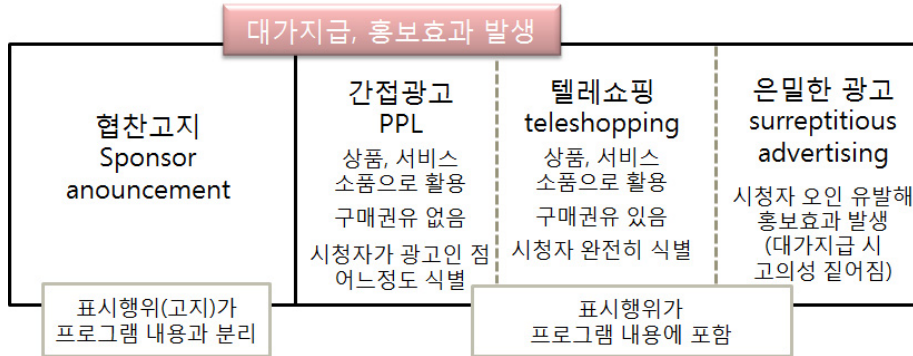 대가지급, 홍보효과 발생
협찬고지
Sponsor
anouncement
간접광고
PPL
상품, 서비스
소품으로 활용
구매권유 없음
시청자가 광고인 점
어느정도 식별
텔레쇼핑
teleshopping
상품, 서비스
소품으로 활용
구매권유 있음
시청자 완전히 식별
은밀한 광고
surreptitious
advertising
시청자 오인 유발해
홍보효과 발생
(대가지급 시
고의성 짙어짐)
표시행위(고지)가
프로그램 내용과 분리
표시행위가
프로그램 내용에 포함